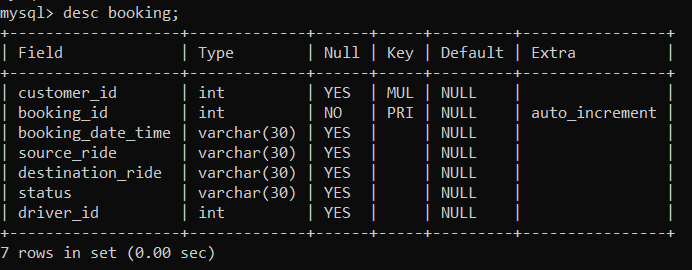 mysql> desc booking;
+-------------------+-------------+------+-----+---------+----------------+
| Field             | Type        | Null | Key | Default | Extra          |
+-------------------+-------------+------+-----+---------+----------------+
| customer_id       | int         | YES  | MUL | NULL    |                |
| booking_id        | int         | NO   | PRI | NULL    | auto_increment |
| booking_date_time | varchar(30) | YES  |     | NULL    |                |
| source_ride       | varchar(30) | YES  |     | NULL    |                |
| destination_ride  | varchar(30) | YES  |     | NULL    |                |
| status            | varchar(30) | YES  |     | NULL    |                |
| driver_id         | int         | YES  |     | NULL    |                |
+-------------------+-------------+------+-----+---------+----------------+
7 rows in set (0.00 sec)